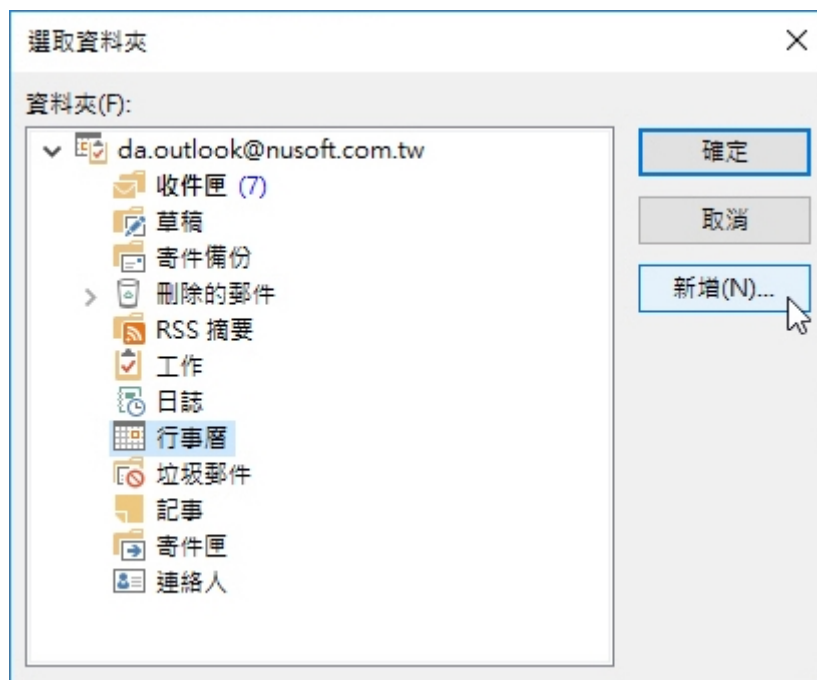 選取資料夾
資料夾(F):
da.outlook@nusoft.com.tw
確定
收件匣 (7)
草稿
取消
寄件備份
刪除的郵件
新增(N)...
RSS 摘要
工作
日誌
行事曆
垃圾郵件
記事
寄件匣
連絡人